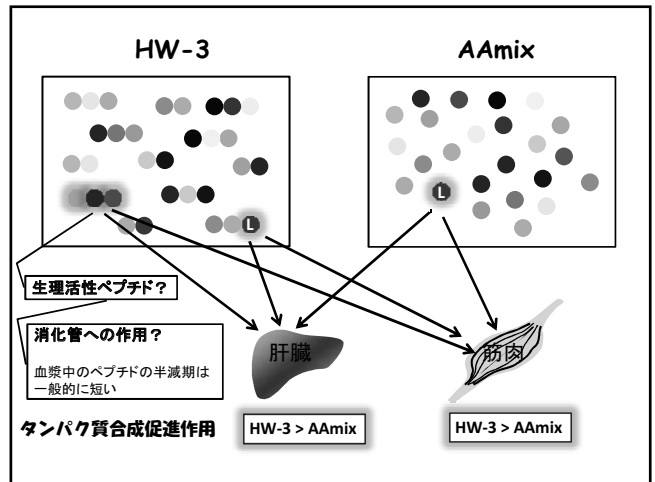 HW-3
AAmix
L
L
生理活性ペプチド？
消化管への作用？
血漿中のペプチドの半減期は
一般的に短い
肝臓
筋肉
タンパク質合成促進作用
HW-3 > AAmix
HW-3 > AAmix